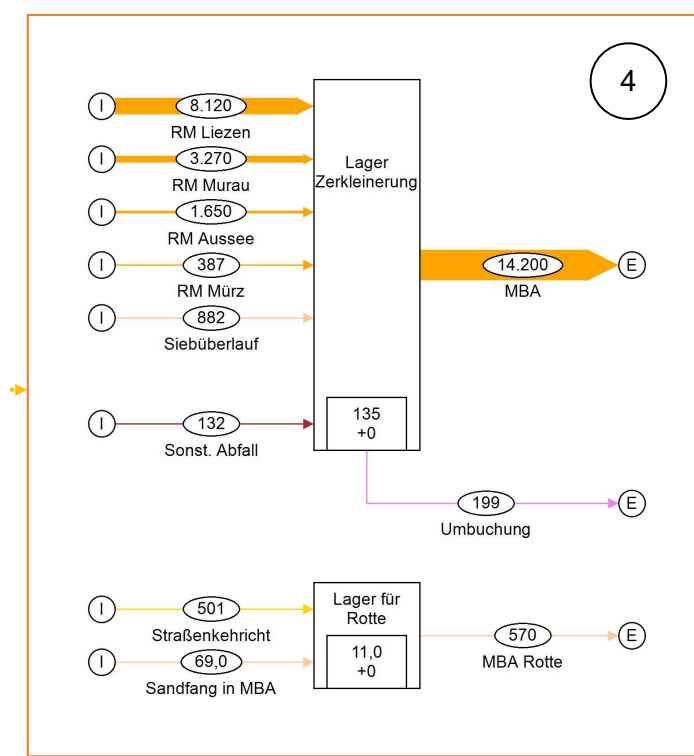 4
I
8.120
RM Liezen
I
3.270
RM Murau
I
1.650
RM Aussee
I
387
RM Mürz
I
882
Siebüberlauf
I
132
Sonst. Abfall
Lager
Zerkleinerung
135
+0
14.200
E
MBA
199
E
Umbuchung
I
501
Straßenkehricht
I
69,0
Sandfang in MBA
Lager für
Rotte
11,0
+0
570
E
MBA Rotte